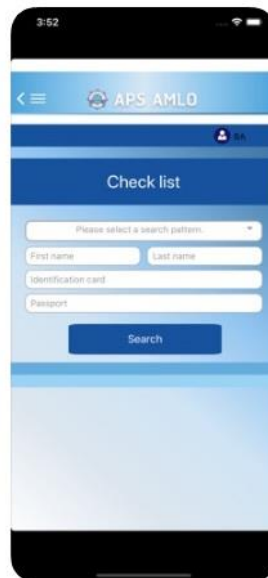 3:52
APS AMLO
Check list
Please select a search pattern.
First name
Last name
Identification card
Passport
Search